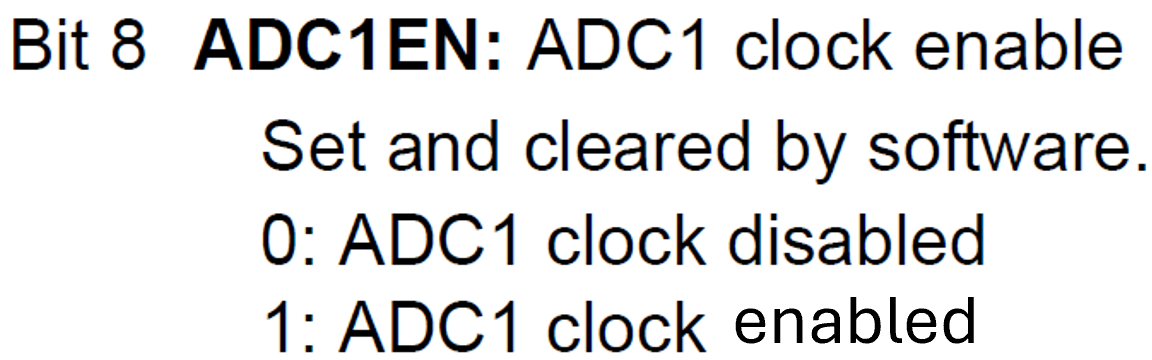 Bit 8 ADC1EN: ADC1 clock enable
Set and cleared by software.
0: ADC1 clock disabled
1: ADC1 clock enabled